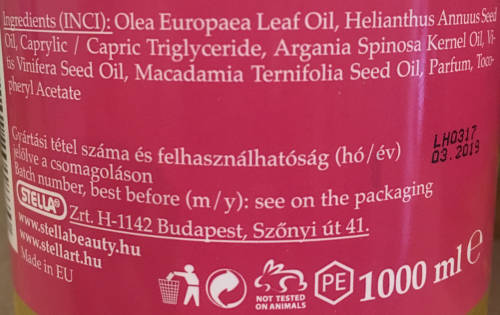 Ingredients (INCI): Olea Europaea Leaf Oil, Helianthus Annuus Seed
Oil, Caprylic / Capric Triglyceride, Argania Spinosa Kernel Oil, Vi-
tis Vinifera Seed Oil, Macadamia Ternifolia Seed Oil, Parfum, Toco-
pheryl Acetate
Gyártási tétel száma és felhasználhatóság (hó/év)
jelölve a csomagoláson
LH0317
03.2019
Batch number, best before (m/y): see on the packaging
STELLA® Zrt. H-1142 Budapest, Szőnyi út 41.
www.stellabeauty.hu
www.stellart.hu
Made in EU
NOT TESTED
ON ANIMALS
PE
1000 ml e